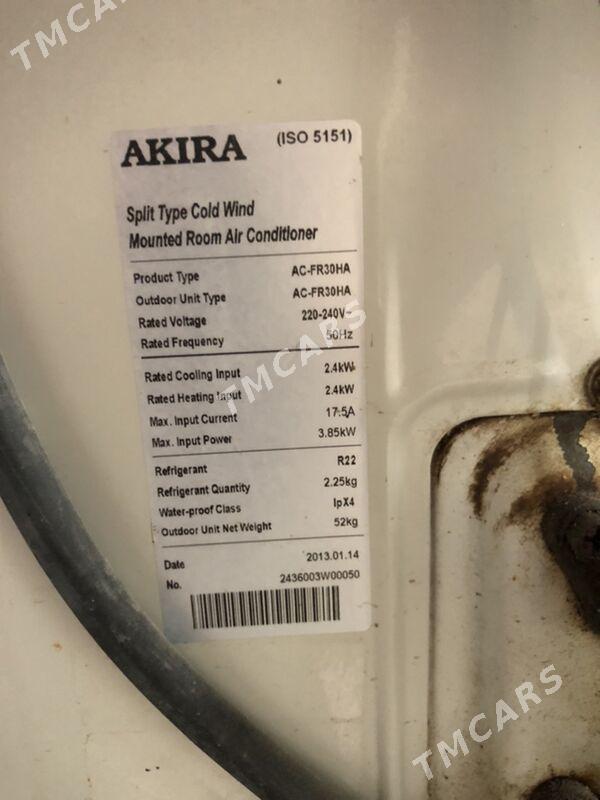 TMCARS
AKIRA (ISO 5151)
Split Type Cold Wind
Mounted Room Air Conditioner
Product Type AC-FR30HA
Outdoor Unit Type AC-FR30HA
Rated Voltage 220-240V~
Rated Frequency 50Hz
Rated Cooling Input 2.4kW
Rated Heating Input 2.4kW
Max. Input Current 17.5A
Max. Input Power 3.85kW
TMCARS
Refrigerant R22
Refrigerant Quantity 2.25kg
Water-proof Class IpX4
Outdoor Unit Net Weight 52kg
Date 2013.01.14
No. 2436003W00050
TMCARS